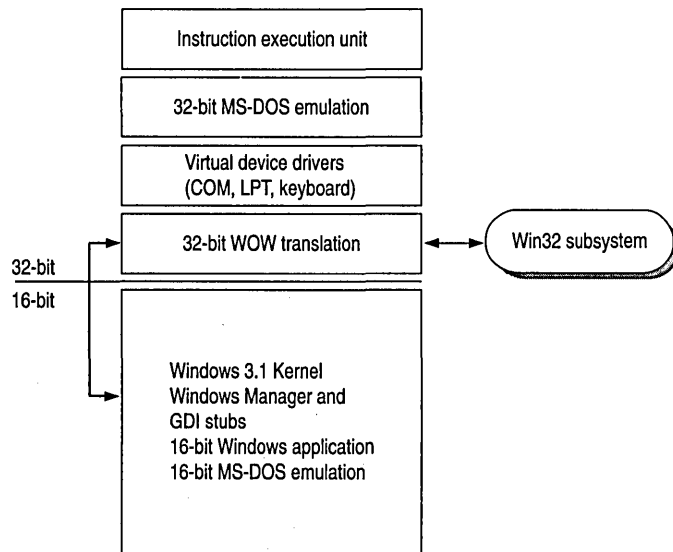 Instruction execution unit
32-bit MS-DOS emulation
Virtual device drivers
(COM, LPT, keyboard)
32-bit WOW translation
Win32 subsystem
32-bit
16-bit
Windows 3.1 Kernel
Windows Manager and
GDI stubs
16-bit Windows application
16-bit MS-DOS emulation